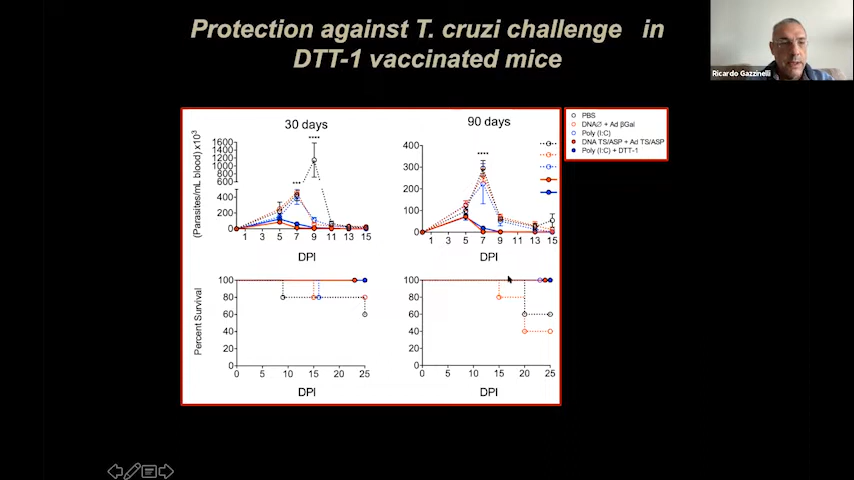 Protection against T. cruzi challenge in
DTT-1 vaccinated mice
Ricardo Gazzinelli
30 days
90 days
(Parasites/mL blood) x10³
1600
1400
1200
1000
800
600
400
200
0
****
***
1 3 5 7 9 11 13 15
DPI
400
300
200
100
0
****
1 3 5 7 9 11 13 15
DPI
PBS
DNAØ + Ad βGal
Poly (I:C)
DNA TS/ASP + Ad TS/ASP
Poly (I:C) + DTT-1
Percent Survival
100
80
60
40
20
0
0 5 10 15 20 25
DPI
100
80
60
40
20
0
0 5 10 15 20 25
DPI